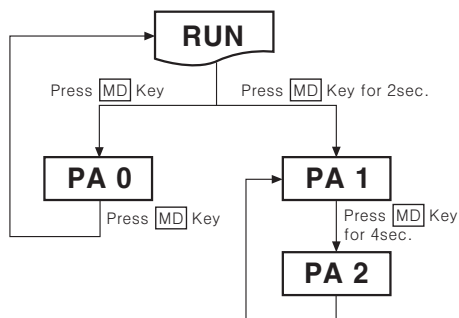 RUN
Press MD Key
Press MD Key for 2sec.
PA 0
PA 1
Press MD Key
Press MD Key
for 4sec.
PA 2